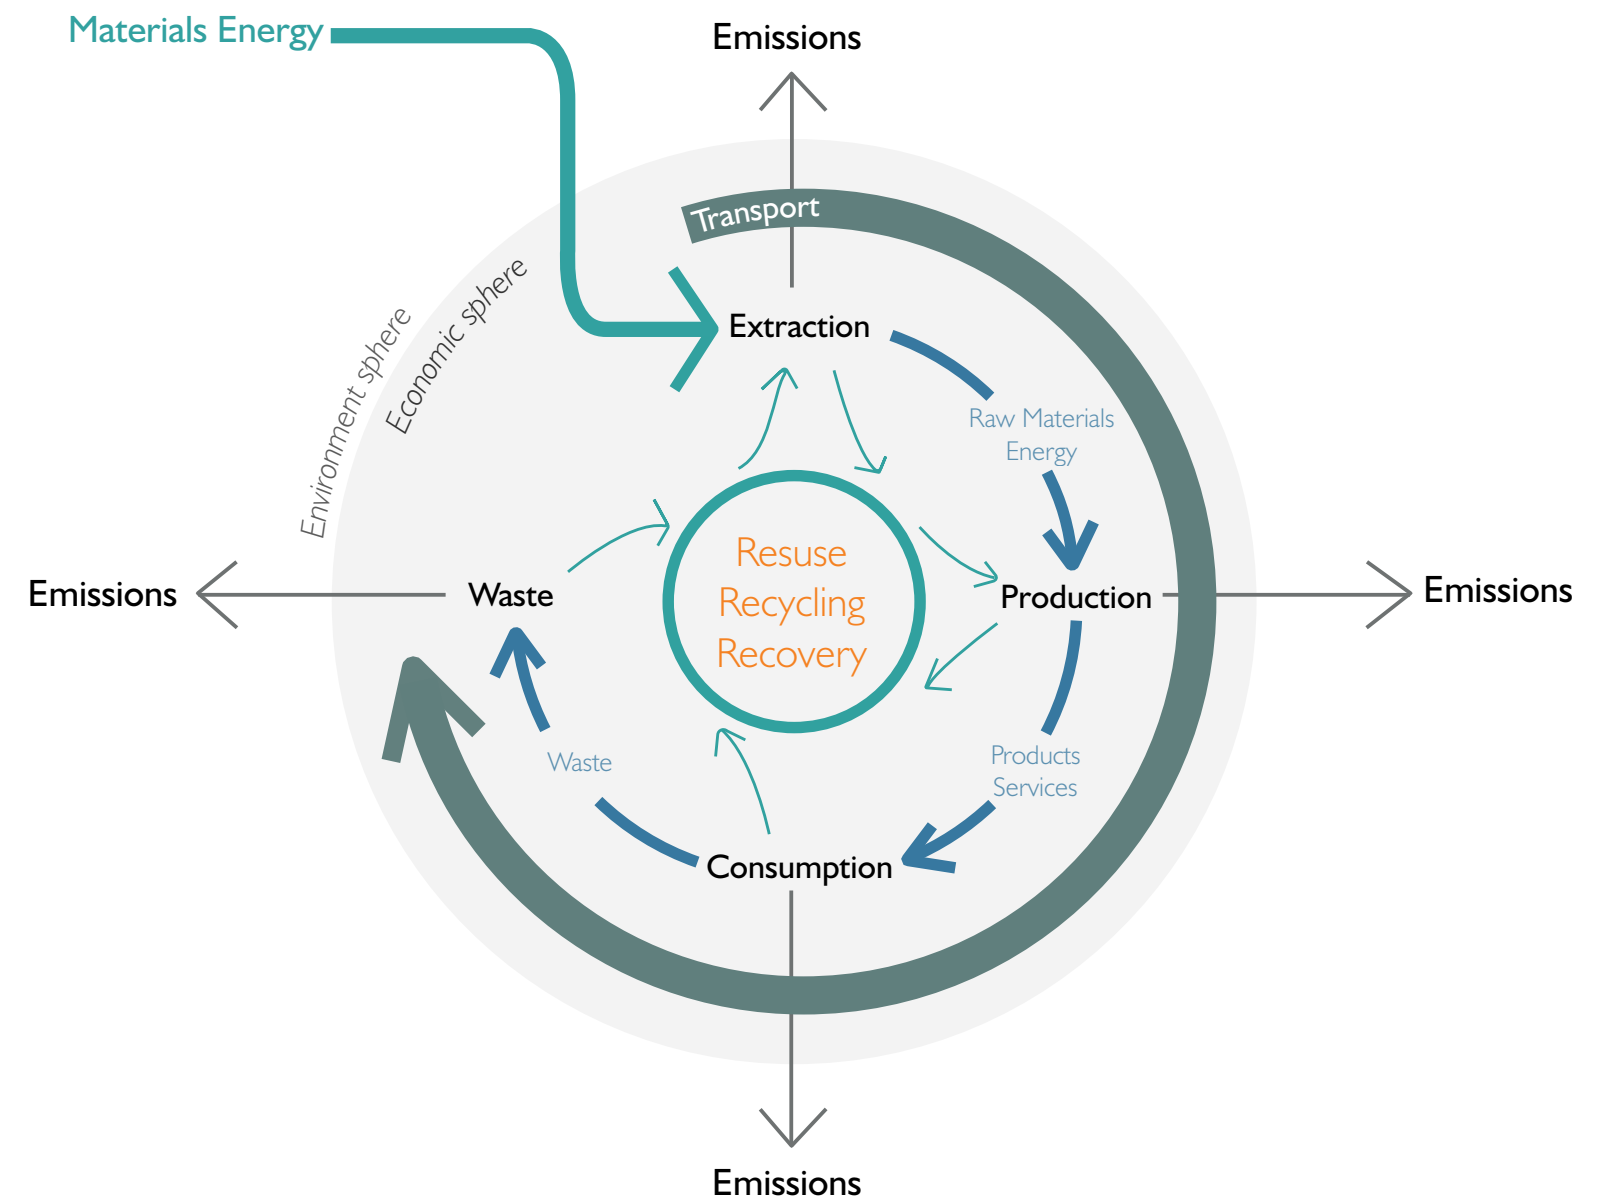 Materials Energy
Emissions
Transport
Environment sphere
Economic sphere
Extraction
Raw Materials
Energy
Emissions
Waste
Resuse
Recycling
Recovery
Production
Emissions
Waste
Products
Services
Consumption
Emissions